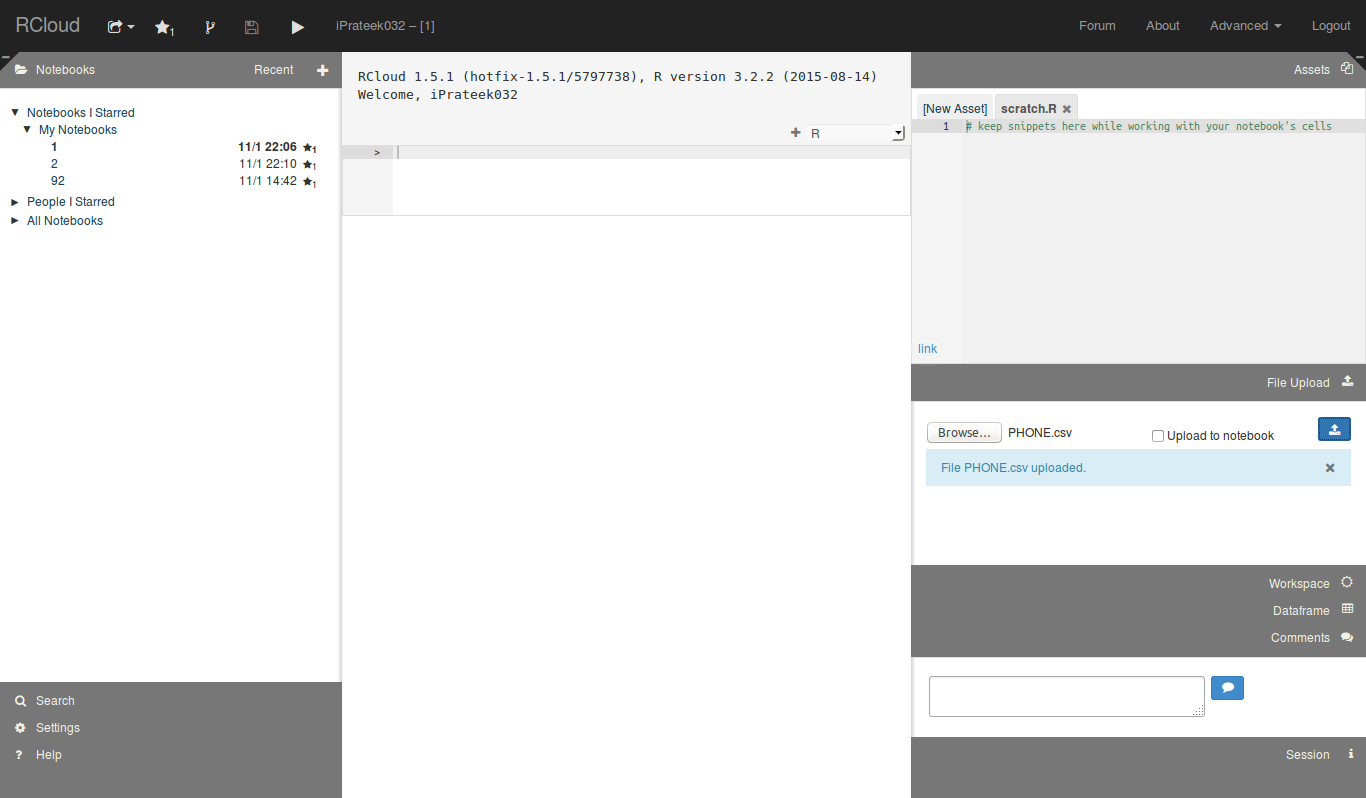 RCloud 1 iPrateek032 – [1] Forum About Advanced Logout
Notebooks Recent
Notebooks I Starred
My Notebooks
1 11/1 22:06 1
2 11/1 22:10 1
92 11/1 14:42 1
People I Starred
All Notebooks
Search
Settings
? Help
RCloud 1.5.1 (hotfix-1.5.1/5797738), R version 3.2.2 (2015-08-14)
Welcome, iPrateek032
R
>
Assets
[New Asset] scratch.R
1 # keep snippets here while working with your notebook's cells
link
File Upload
Browse... PHONE.csv Upload to notebook
File PHONE.csv uploaded.
Workspace
Dataframe
Comments
Session